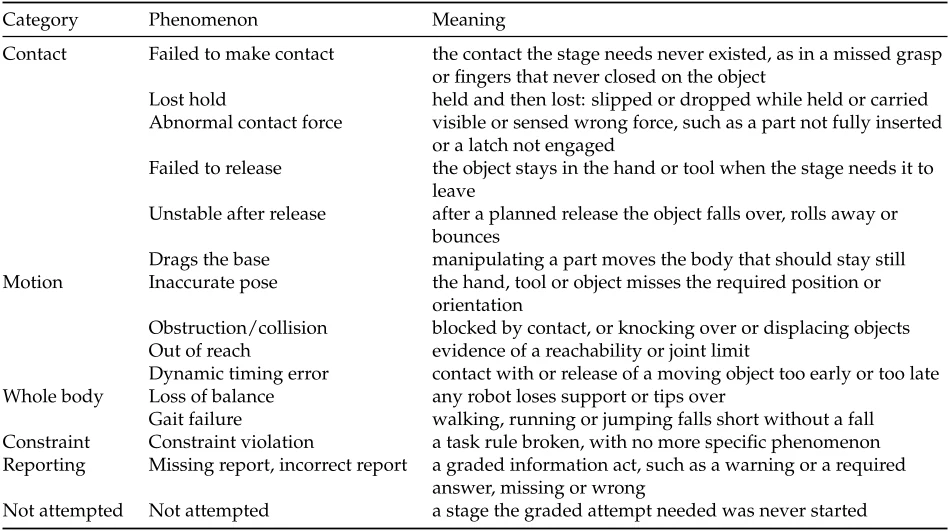 Category Phenomenon Meaning
Contact Failed to make contact the contact the stage needs never existed, as in a missed grasp
or fingers that never closed on the object
Lost hold held and then lost: slipped or dropped while held or carried
Abnormal contact force visible or sensed wrong force, such as a part not fully inserted
or a latch not engaged
Failed to release the object stays in the hand or tool when the stage needs it to
leave
Unstable after release after a planned release the object falls over, rolls away or
bounces
Drags the base manipulating a part moves the body that should stay still
Motion Inaccurate pose the hand, tool or object misses the required position or
orientation
Obstruction/collision blocked by contact, or knocking over or displacing objects
Out of reach evidence of a reachability or joint limit
Dynamic timing error contact with or release of a moving object too early or too late
Whole body Loss of balance any robot loses support or tips over
Gait failure walking, running or jumping falls short without a fall
Constraint Constraint violation a task rule broken, with no more specific phenomenon
Reporting Missing report, incorrect report a graded information act, such as a warning or a required
answer, missing or wrong
Not attempted Not attempted a stage the graded attempt needed was never started